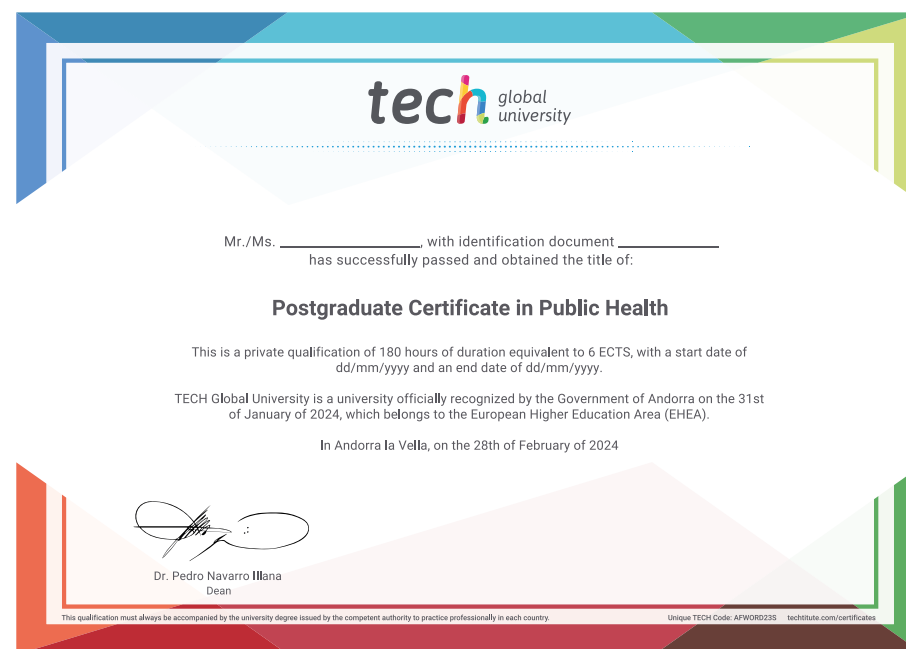 tech global university
Mr./Ms. ____________________, with identification document ______________
has successfully passed and obtained the title of:
Postgraduate Certificate in Public Health
This is a private qualification of 180 hours of duration equivalent to 6 ECTS, with a start date of
dd/mm/yyyy and an end date of dd/mm/yyyy.
TECH Global University is a university officially recognized by the Government of Andorra on the 31st
of January of 2024, which belongs to the European Higher Education Area (EHEA).
In Andorra la Vella, on the 28th of February of 2024
Dr. Pedro Navarro Illana
Dean
This qualification must always be accompanied by the university degree issued by the competent authority to practice professionally in each country.
Unique TECH Code: AFWORD23S techtitute.com/certificates